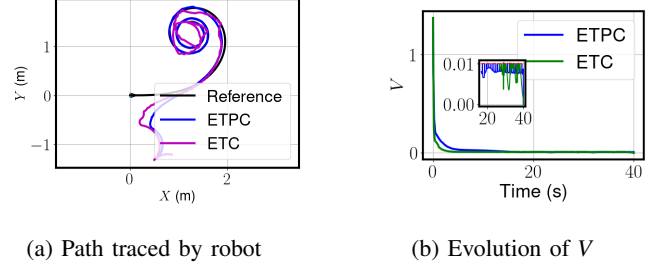 1
0
−1
Y (m)
0
2
X (m)
Reference
ETPC
ETC
(a) Path traced by robot
1
0
V
ETPC
ETC
0.01
0.00
20
40
0
20
40
Time (s)
(b) Evolution of V